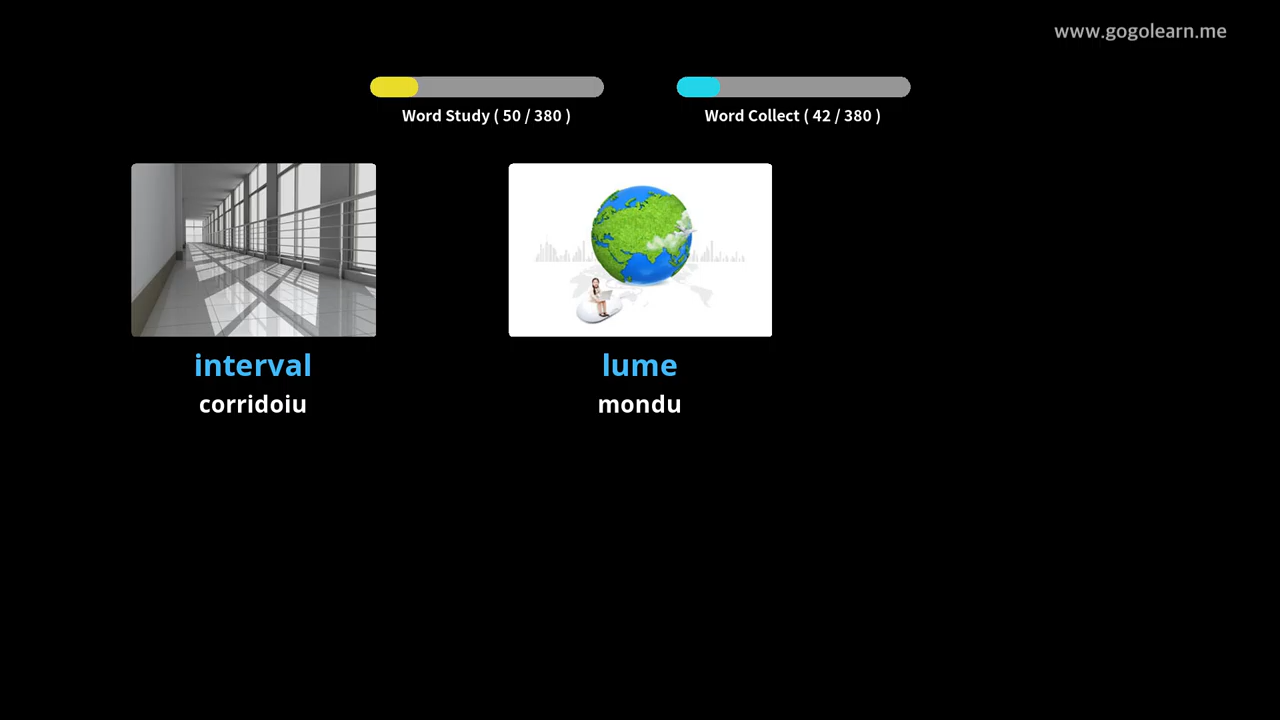 www.gogolearn.me
Word Study ( 50 / 380 )
Word Collect ( 42 / 380 )
interval
corridoiu
lume
mondu